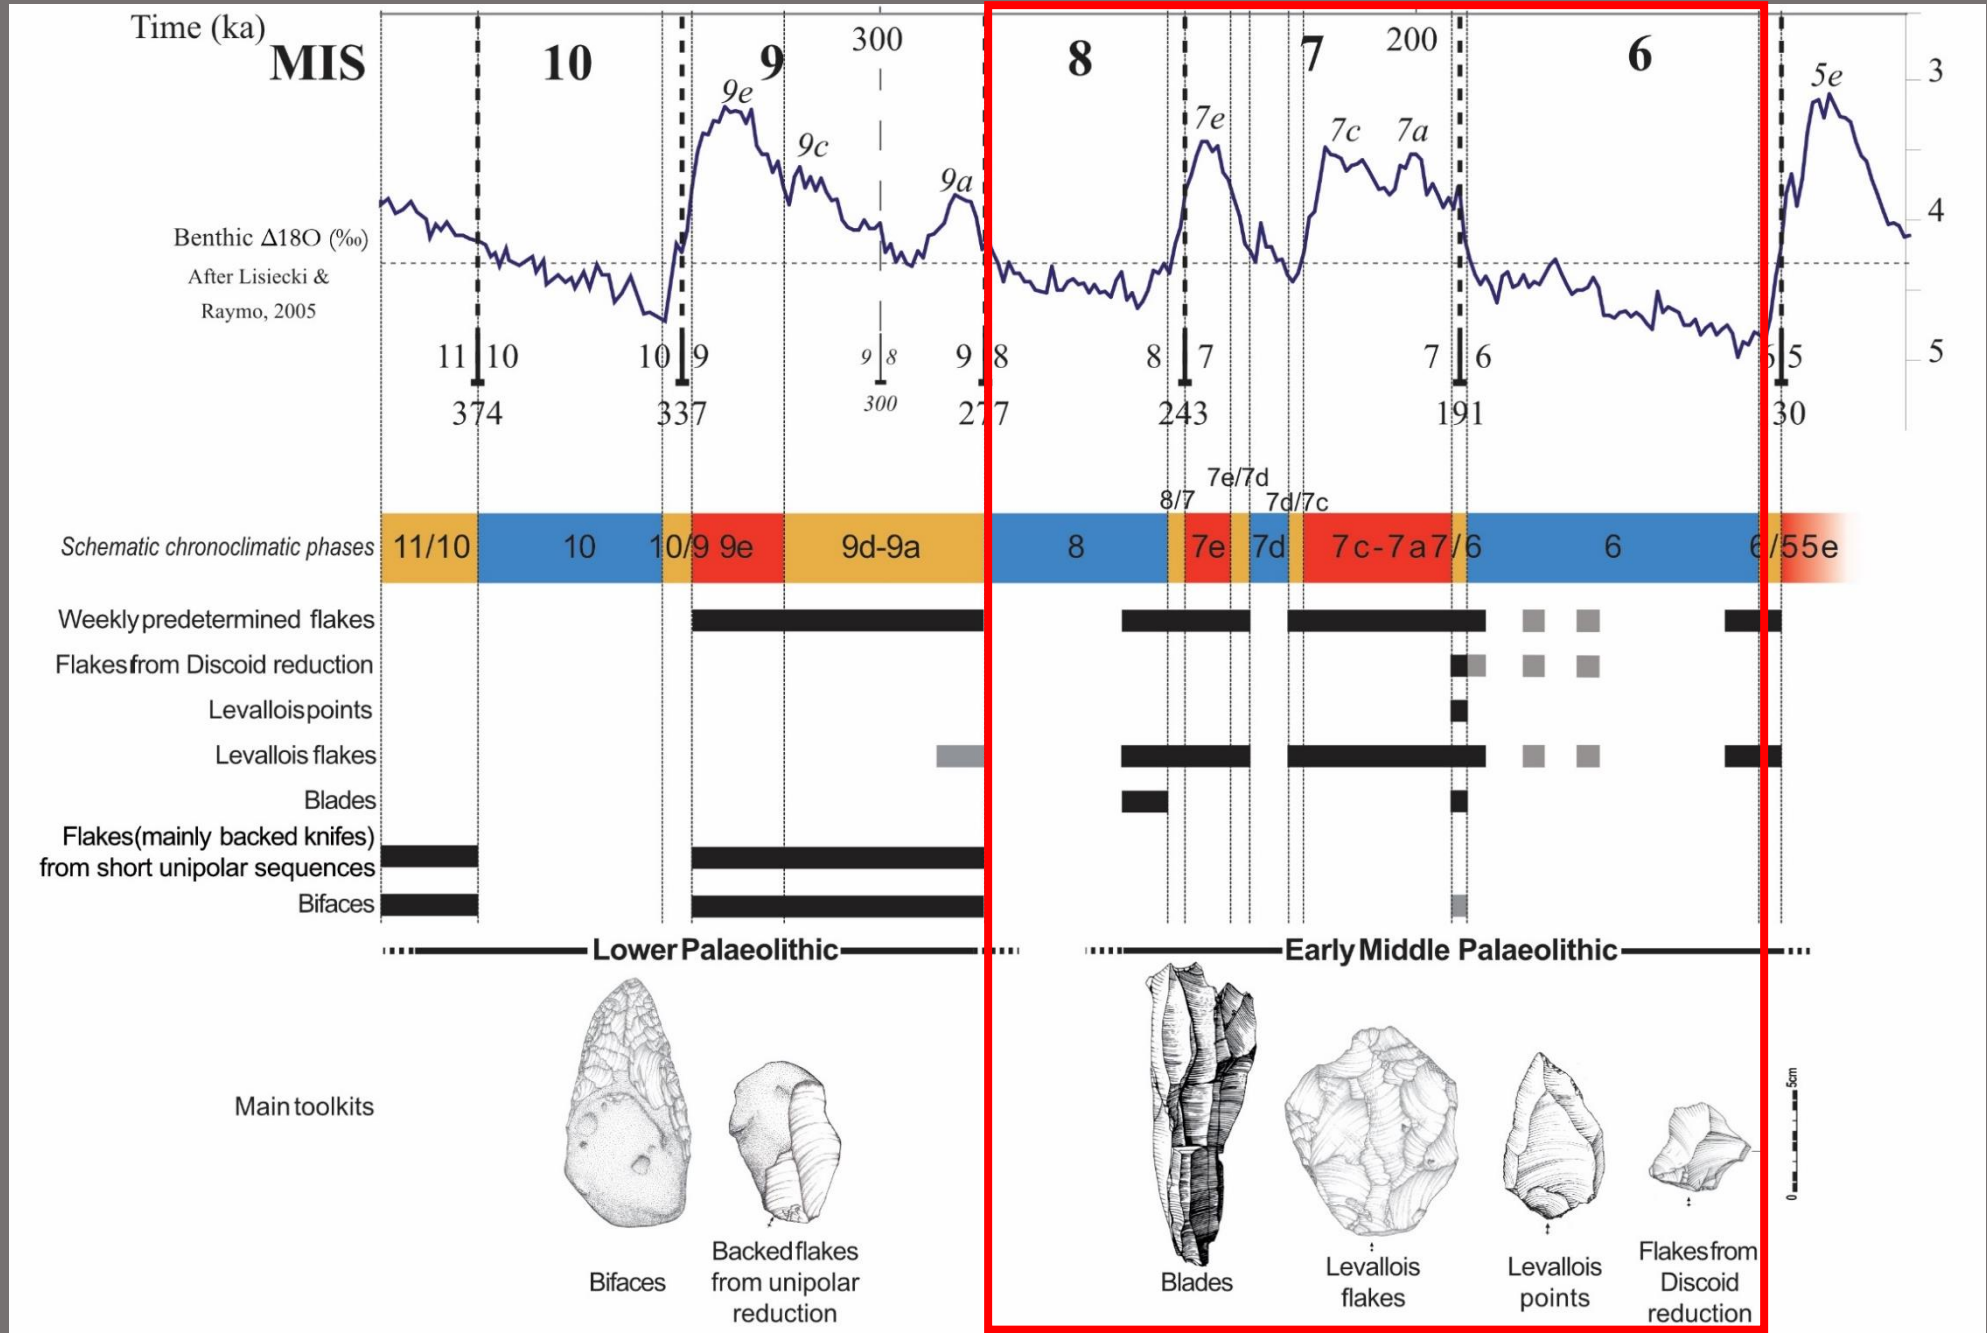 Time (ka)
MIS
10
9
300
8
7
200
6
9e
9c
9a
7e
7c
7a
5e
3
4
5
Benthic Δ18O (‰)
After Lisiecki &
Raymo, 2005
11 10
10 9
9 8
9 8
8 7
7 6
6 5
374
337
300
277
243
191
30
7e/7d
8/7
7d/7c
Schematic chronoclimatic phases
11/10
10
10/9
9e
9d-9a
8
7e
7d
7c-7a
7/6
6
6/5
5e
Weekly predetermined flakes
Flakes from Discoid reduction
Levallois points
Levallois flakes
Blades
Flakes (mainly backed knifes)
from short unipolar sequences
Bifaces
Lower Palaeolithic
Early Middle Palaeolithic
Main toolkits
0
5cm
Bifaces
Backed flakes
from unipolar
reduction
Blades
Levallois
flakes
Levallois
points
Flakes from
Discoid
reduction